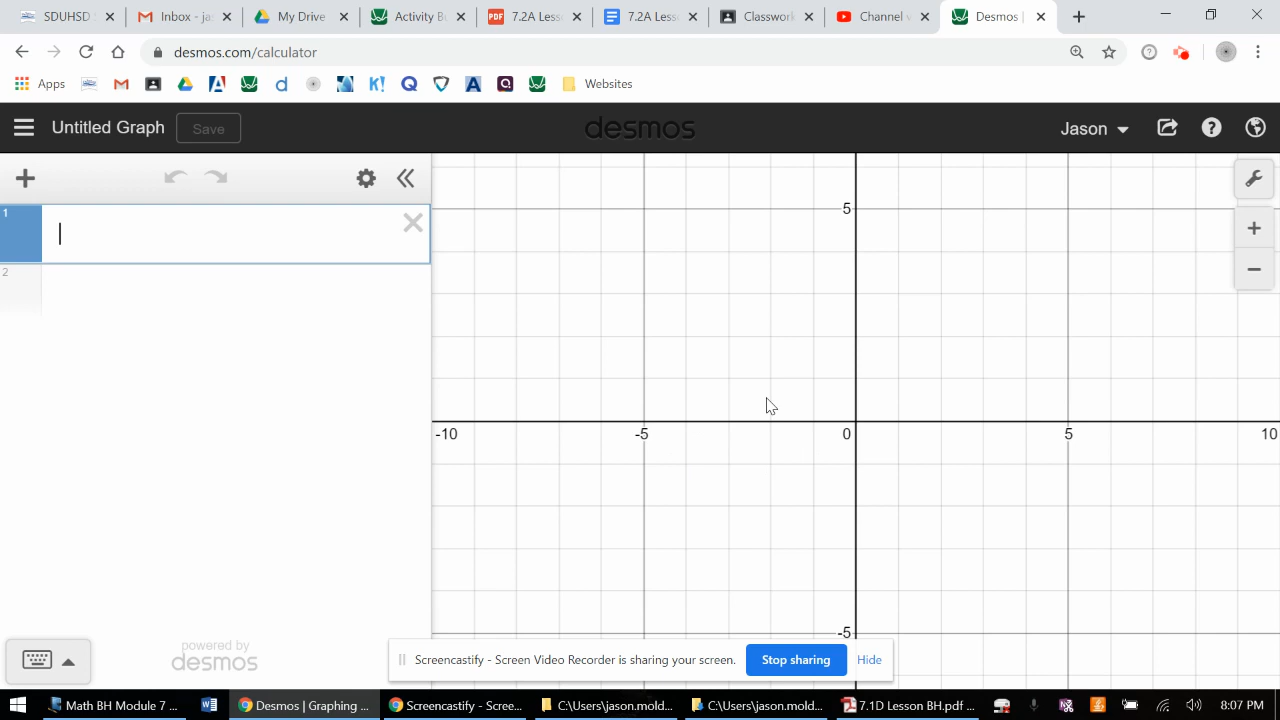 SDUHSD
Inbox - ja
My Drive
Activity B
PDF
7.2A Less
7.2A Less
Classwork
Channel v
Desmos |
desmos.com/calculator
Apps
Websites
Untitled Graph
Save
desmos
Jason
1
2
5
-10
-5
0
5
10
-5
powered by
desmos
Screencastify - Screen Video Recorder is sharing your screen.
Stop sharing
Hide
Math BH Module 7 ...
Desmos | Graphing ...
Screencastify - Scree...
C:\Users\jason.mold...
C:\Users\jason.mold...
7.1D Lesson BH.pdf ...
8:07 PM